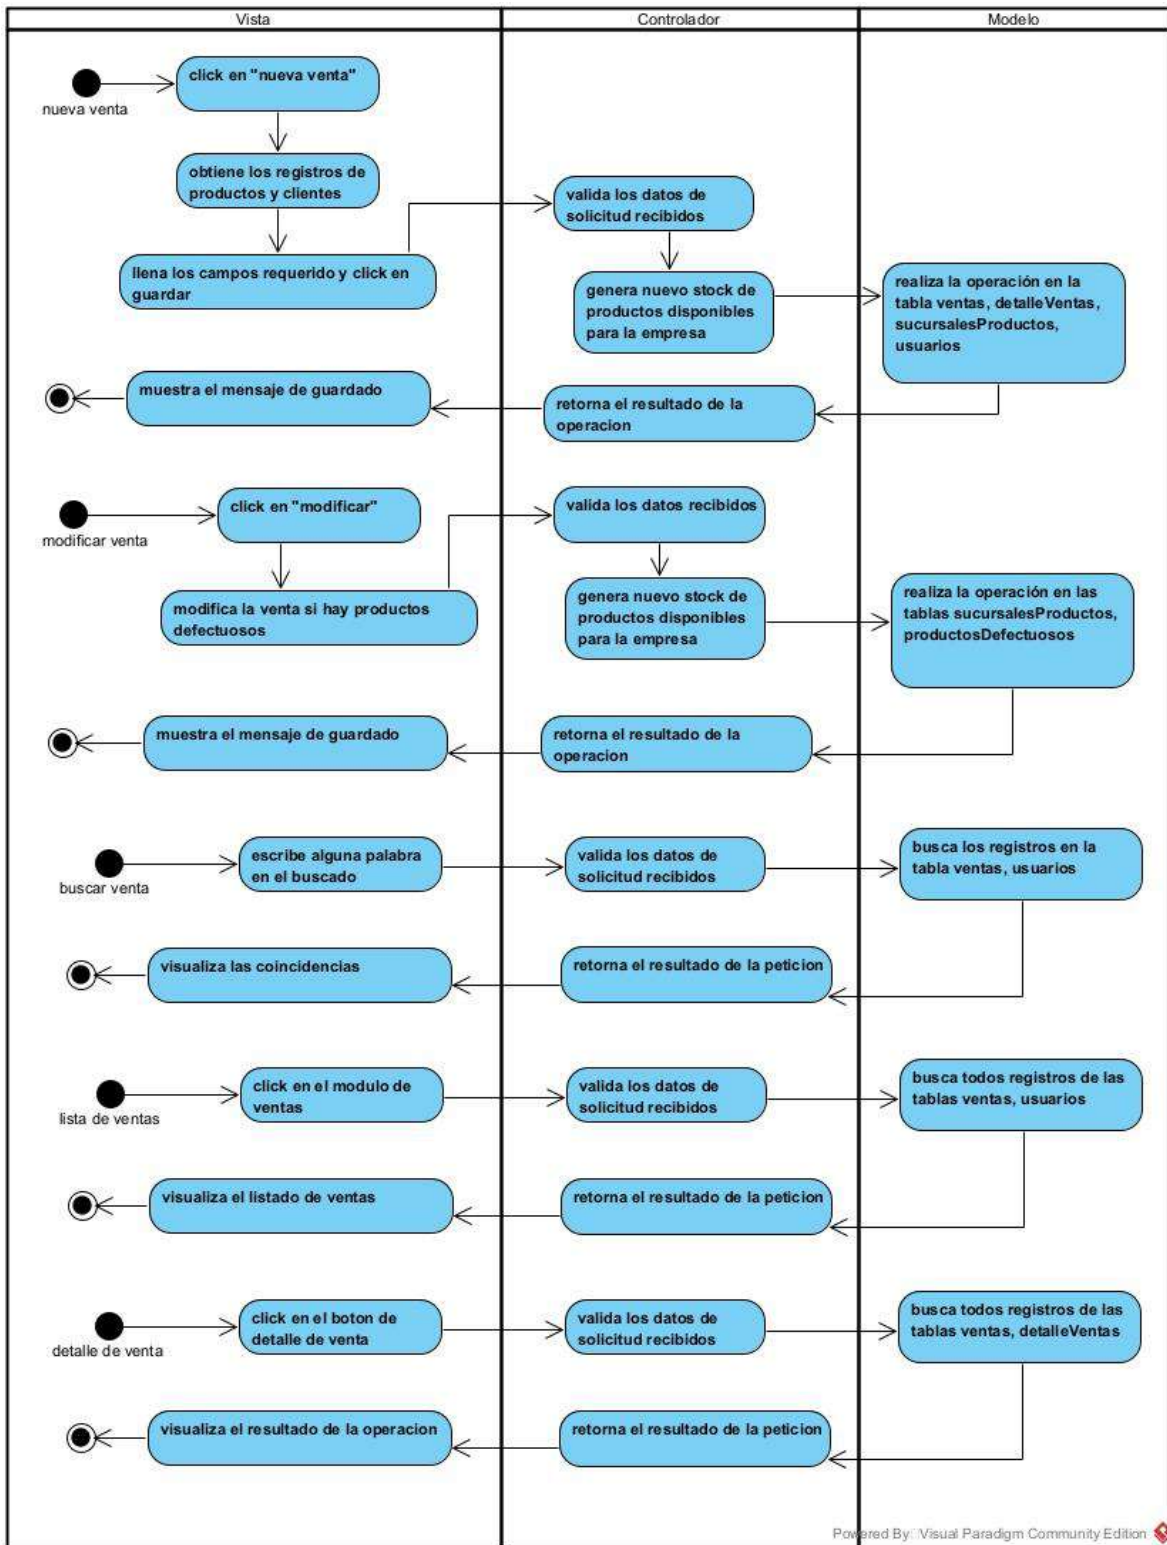 Vista
Controlador
Modelo
nueva venta
click en "nueva venta"
obtiene los registros de
productos y clientes
llena los campos requerido y click en
guardar
valida los datos de
solicitud recibidos
genera nuevo stock de
productos disponibles
para la empresa
realiza la operación en la
tabla ventas, detalleVentas,
sucursalesProductos,
usuarios
retorna el resultado de la
operacion
muestra el mensaje de guardado
modificar venta
click en "modificar"
modifica la venta si hay productos
defectuosos
valida los datos recibidos
genera nuevo stock de
productos disponibles
para la empresa
realiza la operación en las
tablas sucursalesProductos,
productosDefectuosos
retorna el resultado de la
operacion
muestra el mensaje de guardado
buscar venta
escribe alguna palabra
en el buscado
valida los datos de
solicitud recibidos
busca los registros en la
tabla ventas, usuarios
retorna el resultado de la peticion
visualiza las coincidencias
lista de ventas
click en el modulo de
ventas
valida los datos de
solicitud recibidos
busca todos registros de las
tablas ventas, usuarios
retorna el resultado de la peticion
visualiza el listado de ventas
detalle de venta
click en el boton de
detalle de venta
valida los datos de
solicitud recibidos
busca todos registros de las
tablas ventas, detalleVentas
retorna el resultado de la peticion
visualiza el resultado de la operacion
Powered By: Visual Paradigm Community Edition